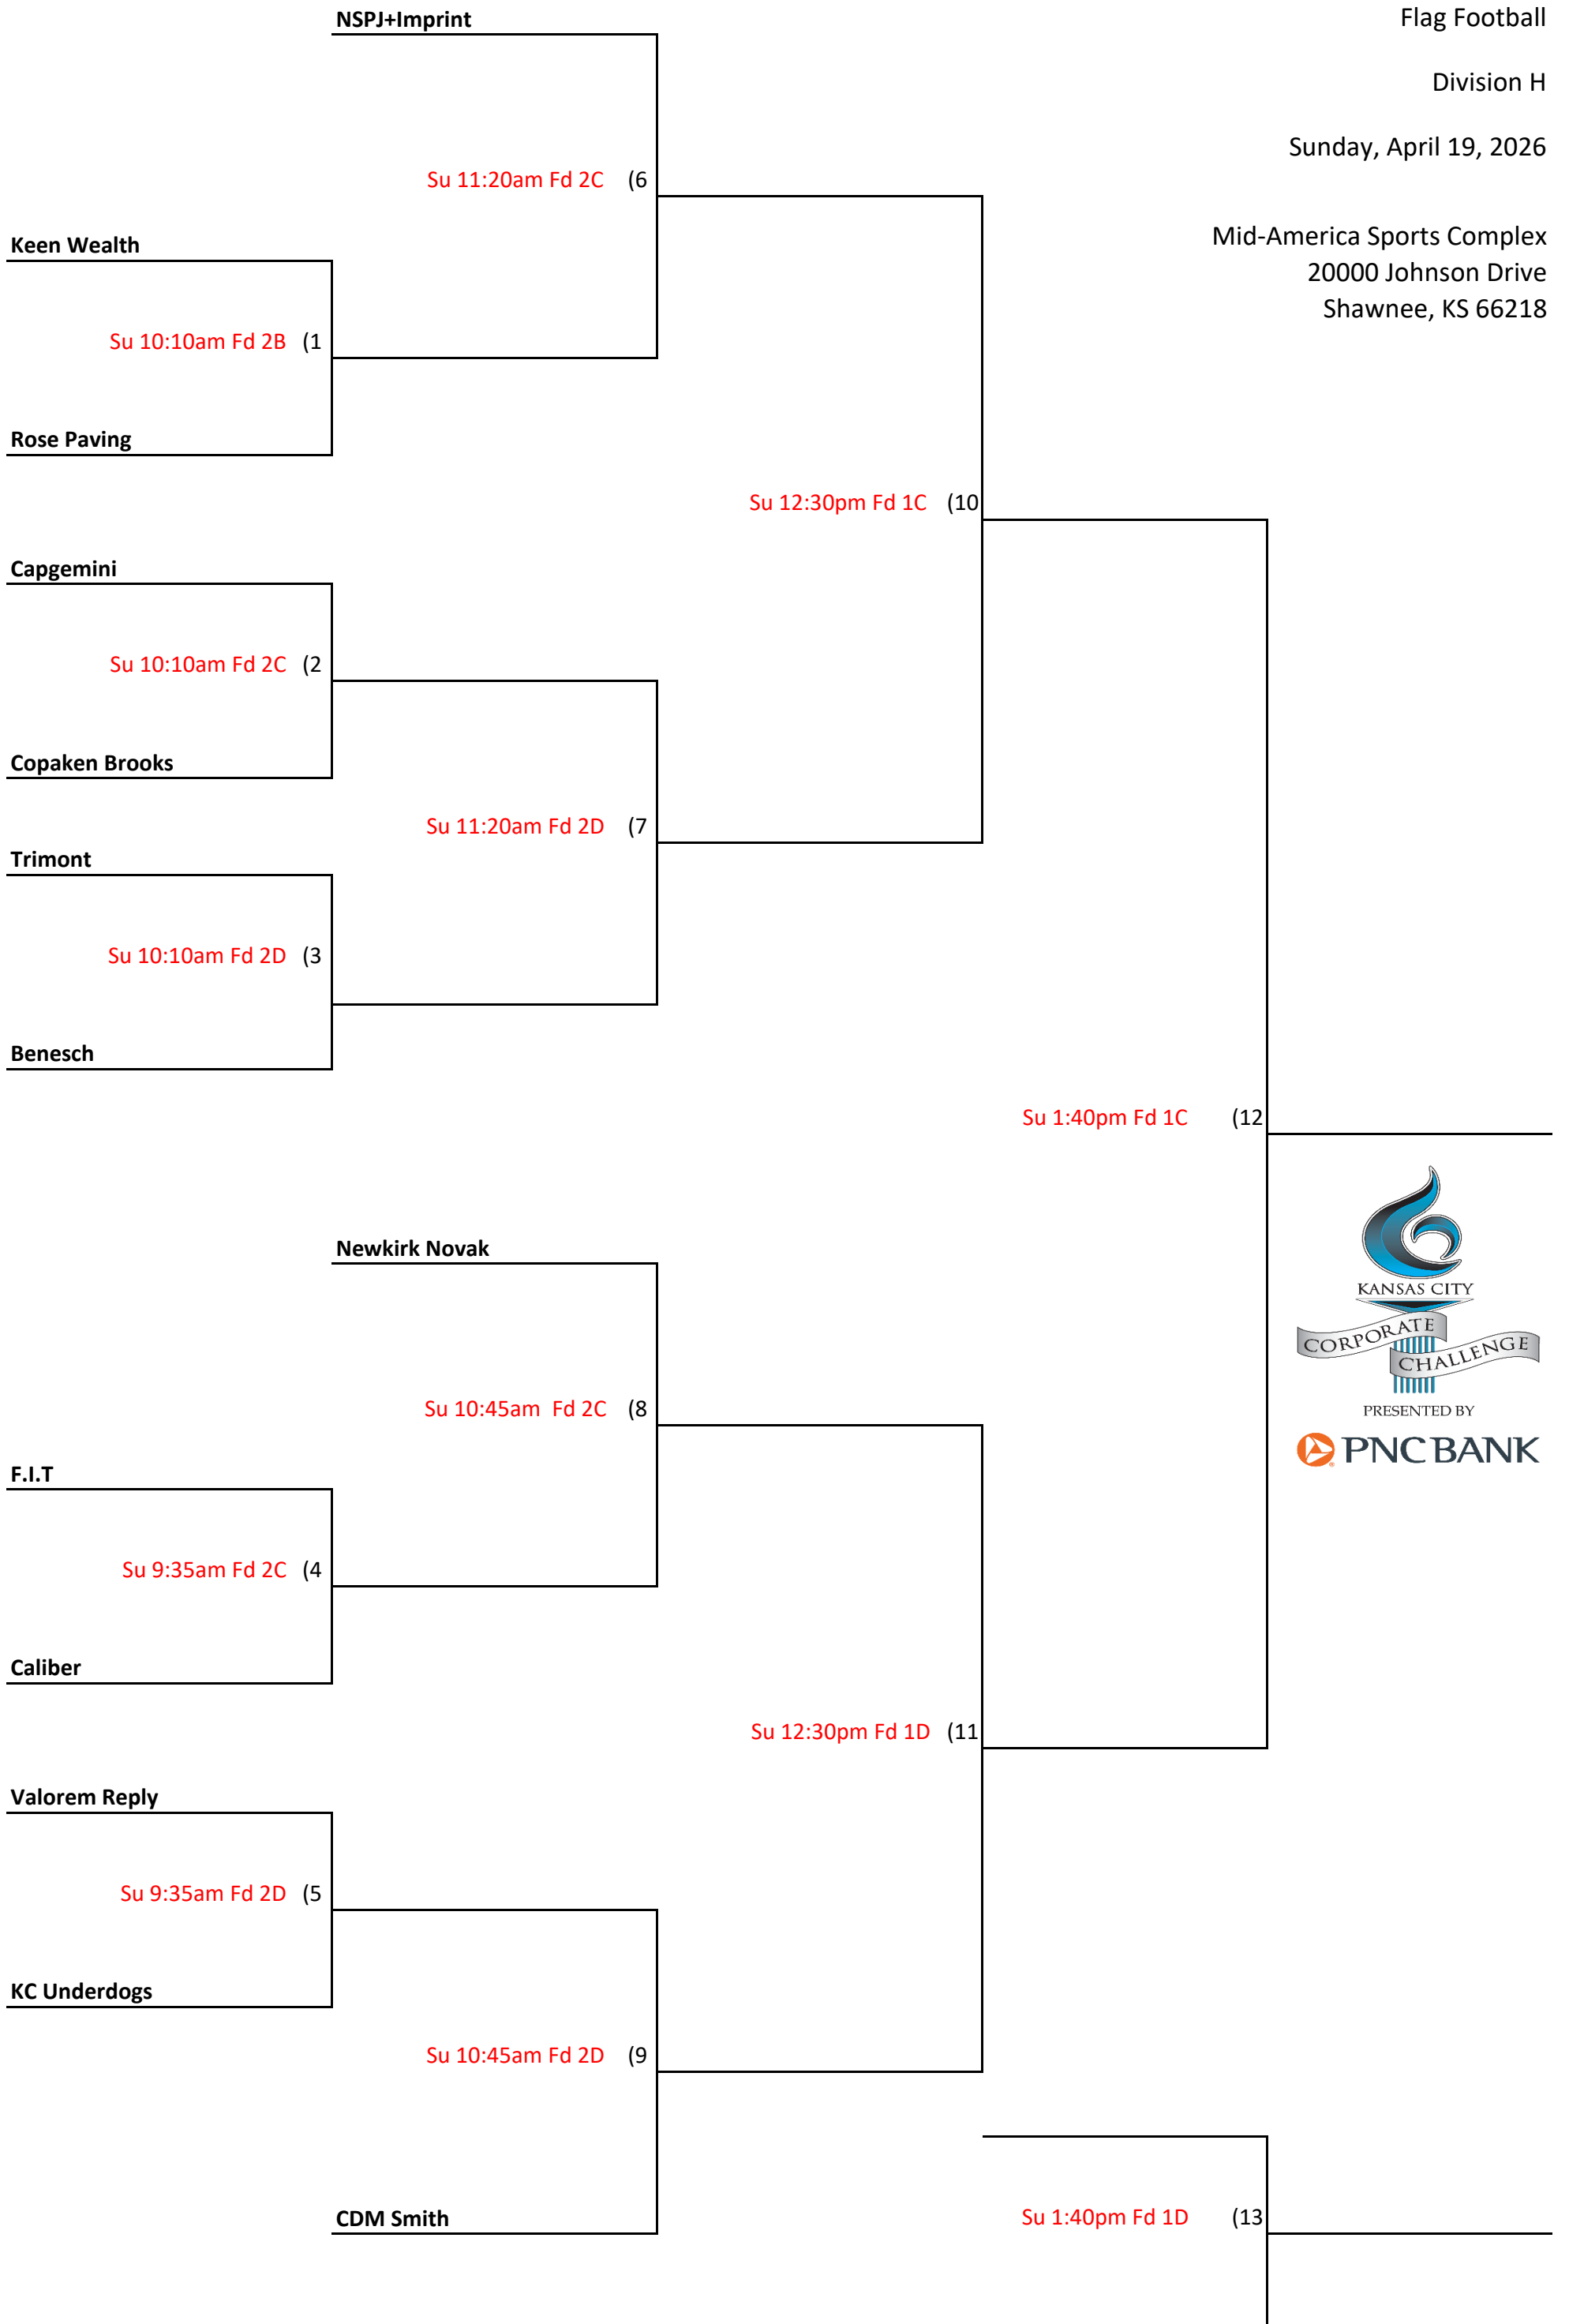 NSPJ+Imprint
Flag Football
Division H
Sunday, April 19, 2026
Su 11:20am Fd 2C (6
Mid-America Sports Complex
20000 Johnson Drive
Shawnee, KS 66218
Keen Wealth
Su 10:10am Fd 2B (1
Rose Paving
Su 12:30pm Fd 1C (10
Capgemini
Su 10:10am Fd 2C (2
Copaken Brooks
Su 11:20am Fd 2D (7
Trimont
Su 10:10am Fd 2D (3
Benesch
Su 1:40pm Fd 1C (12
Newkirk Novak
KANSAS CITY
CORPORATE
CHALLENGE
PRESENTED BY
PNC BANK
Su 10:45am  Fd 2C (8
F.I.T
Su 9:35am Fd 2C (4
Caliber
Su 12:30pm Fd 1D (11
Valorem Reply
Su 9:35am Fd 2D (5
KC Underdogs
Su 10:45am Fd 2D (9
CDM Smith
Su 1:40pm Fd 1D (13